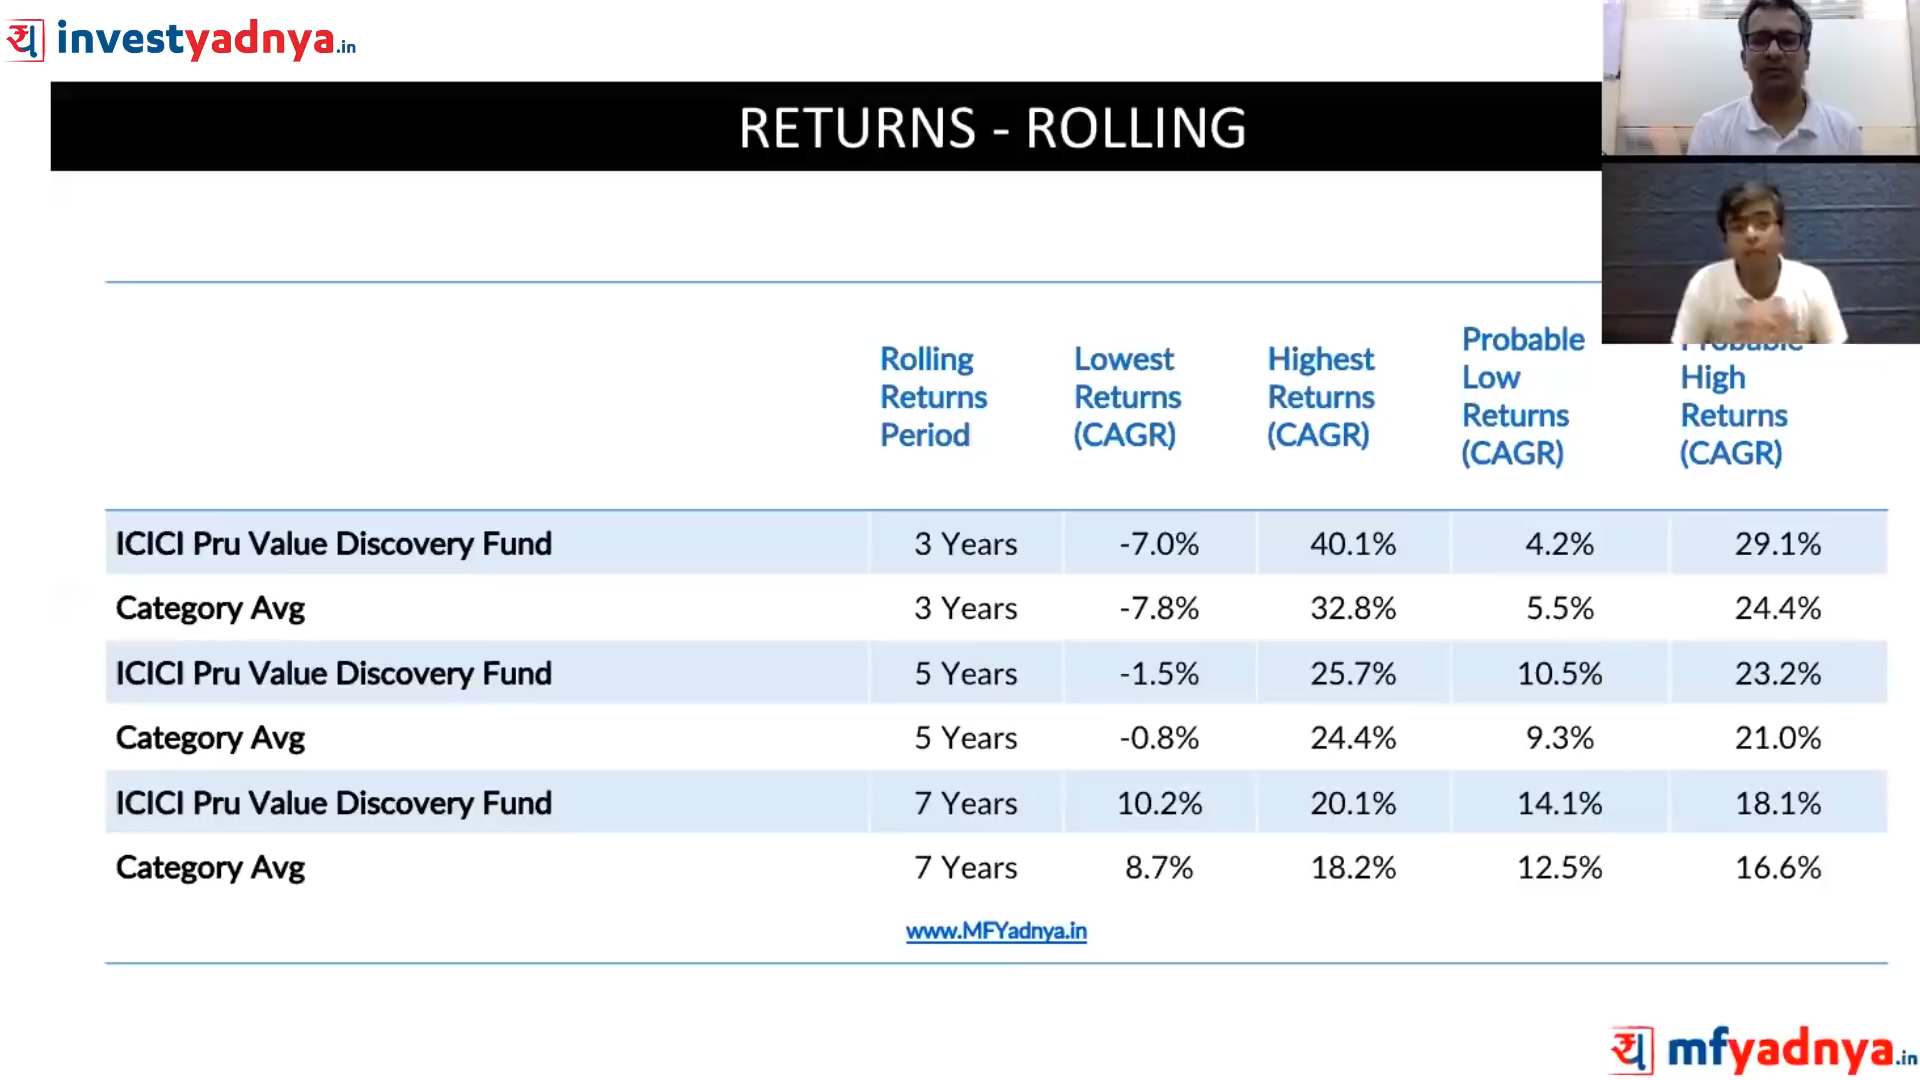 investyadnya.in
RETURNS - ROLLING
Rolling Returns Period Lowest Returns (CAGR) Highest Returns (CAGR) Probable Low Returns (CAGR) Probable High Returns (CAGR)
ICICI Pru Value Discovery Fund 3 Years -7.0% 40.1% 4.2% 29.1%
Category Avg 3 Years -7.8% 32.8% 5.5% 24.4%
ICICI Pru Value Discovery Fund 5 Years -1.5% 25.7% 10.5% 23.2%
Category Avg 5 Years -0.8% 24.4% 9.3% 21.0%
ICICI Pru Value Discovery Fund 7 Years 10.2% 20.1% 14.1% 18.1%
Category Avg 7 Years 8.7% 18.2% 12.5% 16.6%
www.MFYadnya.in
mfyadnya.in